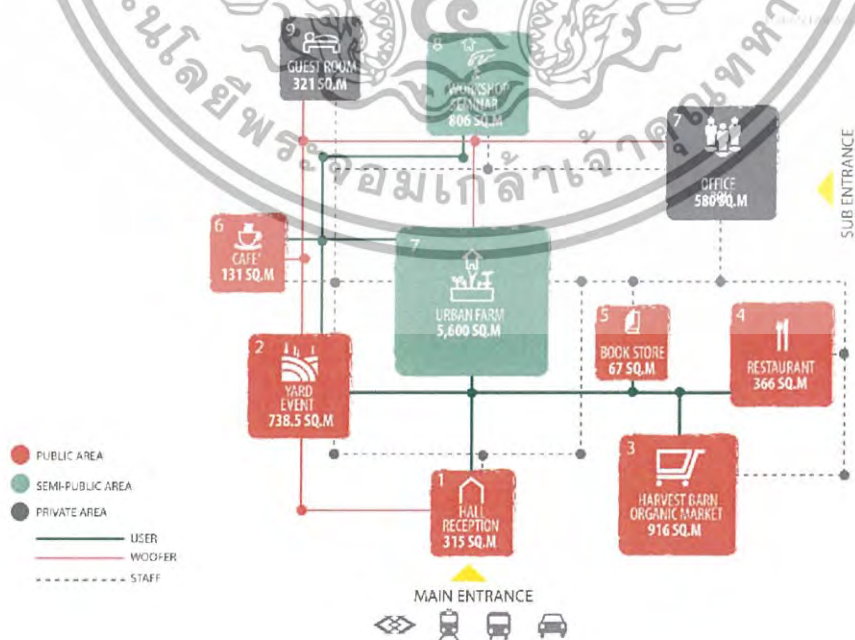 9
GUEST ROOM
321 SQ.M
8
WORKSHOP
SEMINAR
806 SQ.M
7
OFFICE
580 SQ.M
SUB ENTRANCE
6
CAFE'
131 SQ.M
7
URBAN FARM
5,600 SQ.M
5
BOOK STORE
67 SQ.M
4
RESTAURANT
366 SQ.M
2
YARD
EVENT
738.5 SQ.M
3
HARVEST BARN
ORGANIC MARKET
916 SQ.M
1
HALL
RECEPTION
315 SQ.M
PUBLIC AREA
SEMI-PUBLIC AREA
PRIVATE AREA
USER
WOOFER
STAFF
MAIN ENTRANCE